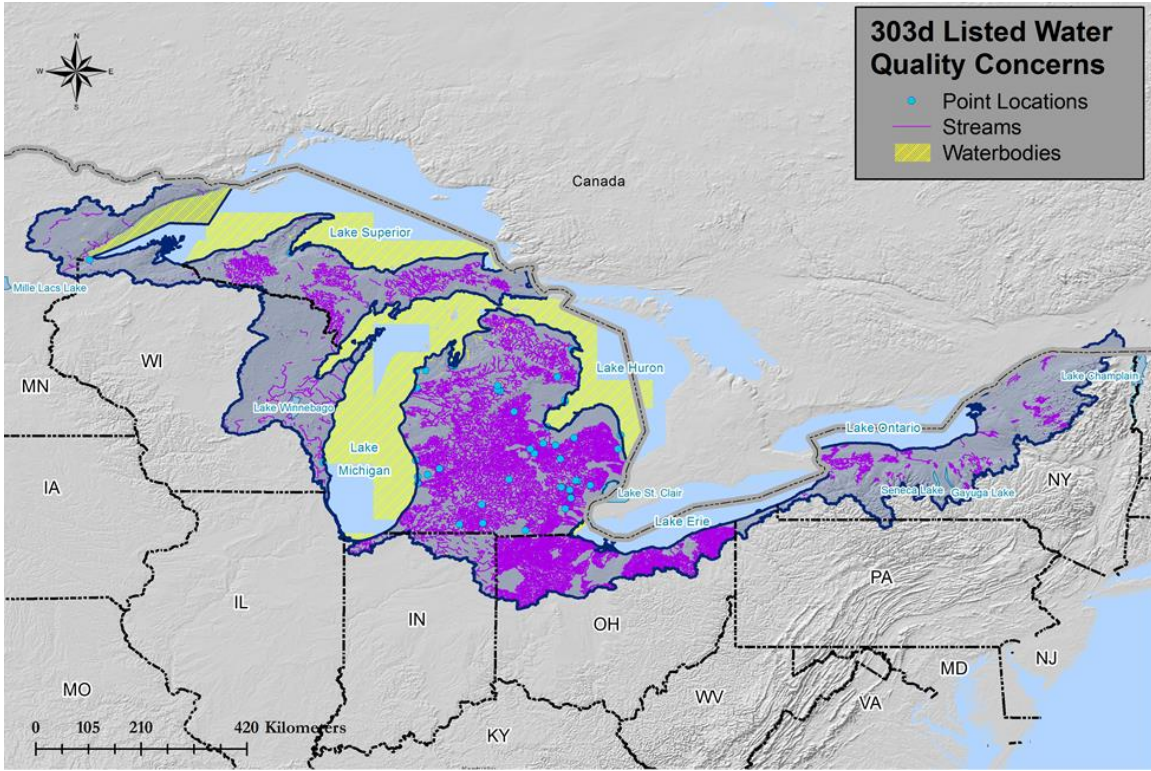 303d Listed Water
Quality Concerns
Point Locations
Streams
Waterbodies
N
W
E
S
Canada
Lake Superior
Mille Lacs Lake
WI
MN
Lake Huron
Lake Champlain
Lake Winnebago
Lake
Michigan
Lake Ontario
IA
Lake St. Clair
Seneca Lake
Gayuga Lake
NY
Lake Erie
PA
IL
IN
OH
MD
NJ
MO
WV
VA
0 105 210 420 Kilometers
KY